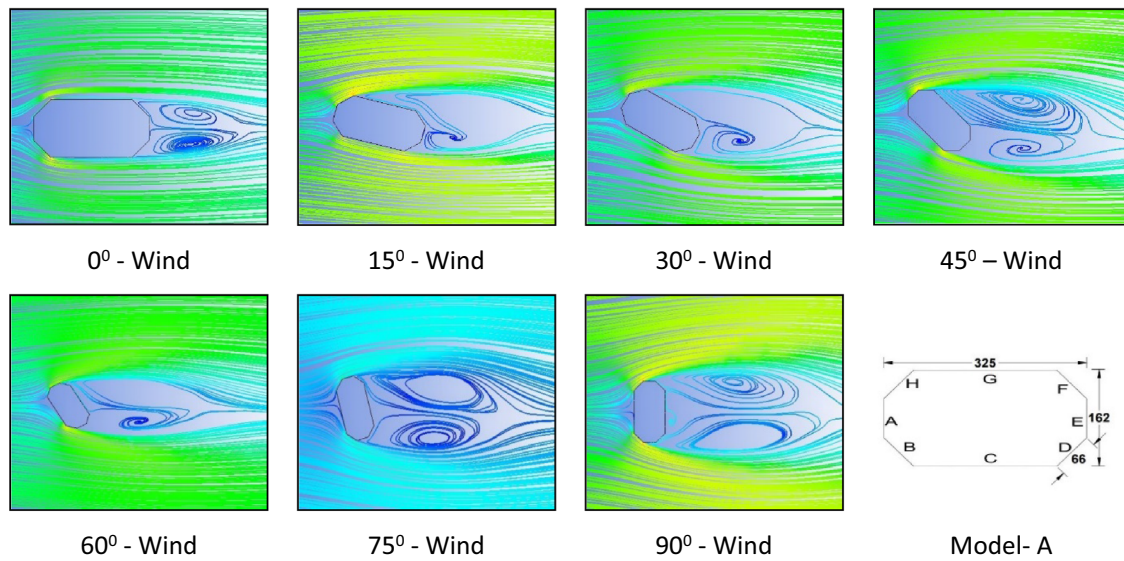 0⁰ - Wind
15⁰ - Wind
30⁰ - Wind
45⁰ – Wind
325
H
G
F
A
E
162
B
C
D
66
60⁰ - Wind
75⁰ - Wind
90⁰ - Wind
Model- A